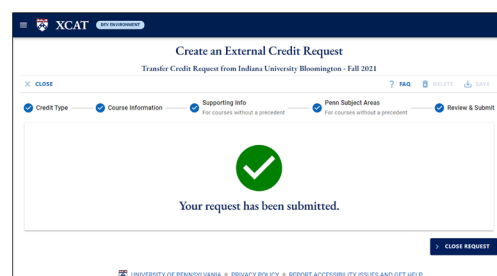 XCAT DEV ENVIRONMENT
Create an External Credit Request
Transfer Credit Request from Indiana University Bloomington - Fall 2021
CLOSE ? FAQ DELETE SAVE
Credit Type Course Information Supporting Info Penn Subject Areas Review & Submit
For courses without a precedent For courses without a precedent
Your request has been submitted.
> CLOSE REQUEST
UNIVERSITY OF PENNSYLVANIA PRIVACY POLICY REPORT ACCESSIBILITY ISSUES AND GET HELP